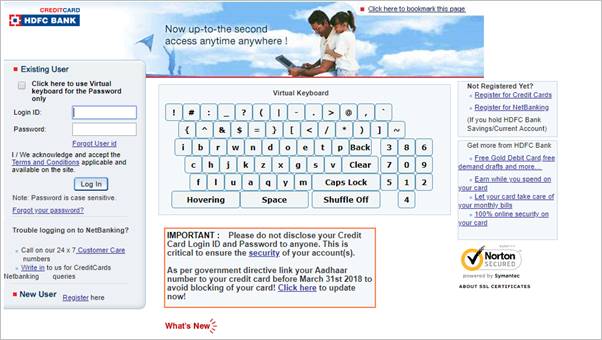 CREDITCARD
HDFC BANK
Now up-to-the second
access anytime anywhere !
Click here to bookmark this page
Existing User
Click here to use Virtual
keyboard for the Password
only
Login ID:
Password:
Forgot User id
I / We acknowledge and accept the
Terms and Conditions applicable and
available on the site.
Log In
Note: Password is case sensitive.
Forgot your password?
Trouble logging on to NetBanking?
- Call on our 24 x 7 Customer Care
numbers
- Write in to us for CreditCards
Netbanking queries
New User Register here
Virtual Keyboard
! # : _ ? ( | - . > @ , `
{ ^ & $ = } [ < / * ) ] ~
i b r w n d o e t p Back 3 8 6
c h j k z x g s v Clear 7 0 9
f l u a q y m Caps Lock 5 1 2
Hovering Space Shuffle Off 4
IMPORTANT : Please do not disclose your Credit
Card Login ID and Password to anyone. This is
critical to ensure the security of your account(s).
As per government directive link your Aadhar
number to your credit card before March 31st 2018 to
avoid blocking of your card! Click here to update
now!
What's New
Not Registered Yet?
Register for Credit Cards
Register for NetBanking
(If you hold HDFC Bank
Savings/Current Account)
Get more from HDFC Bank
Free Gold Debit Card,free
demand drafts and more....
Earn while you spend on
your card
Let your card take care of
your monthly bills
100% online security on
your card
Norton
SECURED
powered by Symantec
ABOUT SSL CERTIFICATES